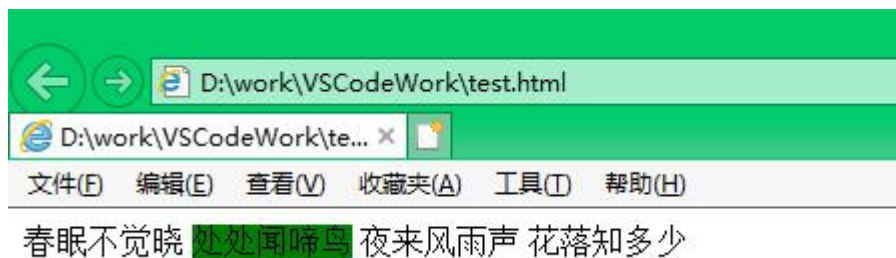 D:\work\VSCodeWork\test.html
D:\work\VSCodeWork\te...
文件(F) 编辑(E) 查看(V) 收藏夹(A) 工具(T) 帮助(H)
春眠不觉晓 处处闻啼鸟 夜来风雨声 花落知多少